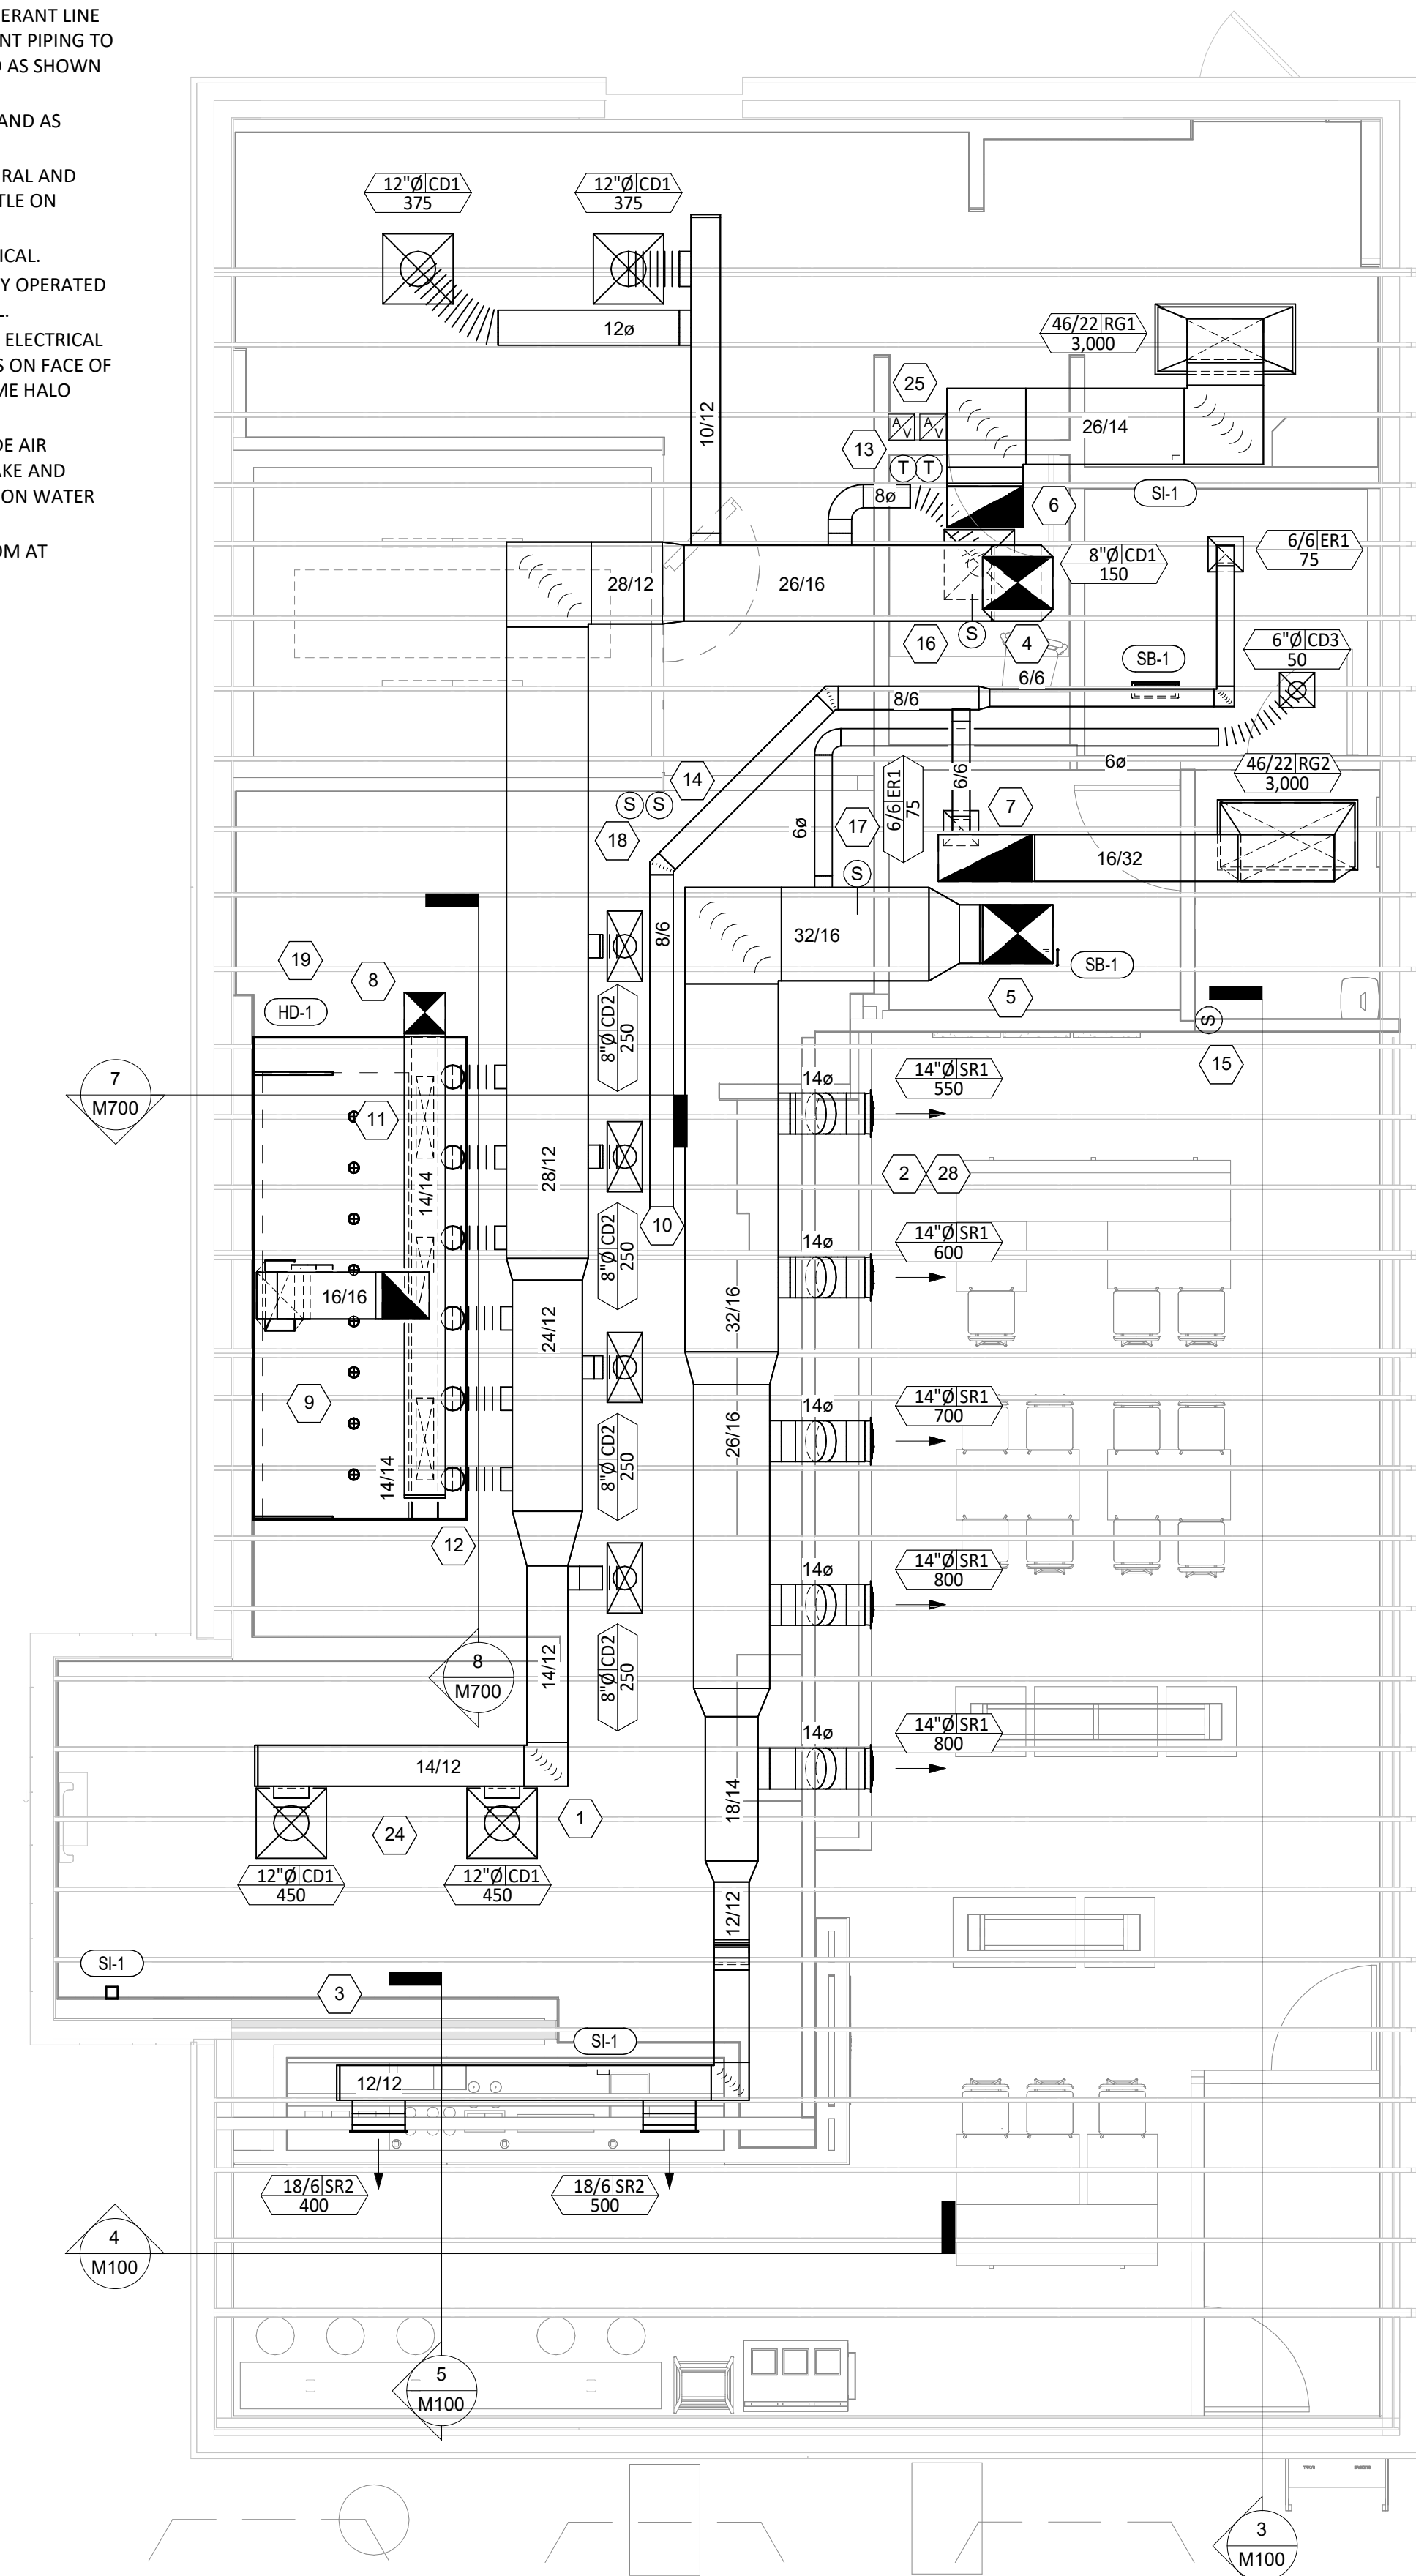 ERANT LINE
NT PIPING TO
D AS SHOWN
AND AS
RAL AND
TLE ON
ICAL.
Y OPERATED
L.
ELECTRICAL
S ON FACE OF
ME HALO
DE AIR
AKE AND
ON WATER
OM AT
12"Ø CD1
375
12"Ø CD1
375
12ø
10/12
46/22 RG1
3,000
25
26/14
A
V
A
V
13
T
T
8ø
6
SI-1
6/6 ER1
75
8"Ø CD1
150
28/12
26/16
16
S
4
6"Ø CD3
50
SB-1
6/6
8/6
6ø
14
6/6 ER1
75
6/6
46/22 RG2
3,000
S
S
18
6ø
17
7
S
16/32
8/6
32/16
SB-1
19
8
5
HD-1
8"Ø CD2
250
S
15
7
M700
11
14ø
14"Ø SR1
550
28/12
14/14
2
28
10
8"Ø CD2
250
14ø
14"Ø SR1
600
16/16
24/12
32/16
9
14ø
14"Ø SR1
700
26/16
8"Ø CD2
250
14/14
12
14ø
14"Ø SR1
800
8
M700
14/12
8"Ø CD2
250
14ø
14"Ø SR1
800
14/12
18/14
24
1
12"Ø CD1
450
12"Ø CD1
450
12/12
SI-1
3
SI-1
12/12
18/6 SR2
400
18/6 SR2
500
4
M100
5
M100
3
M100